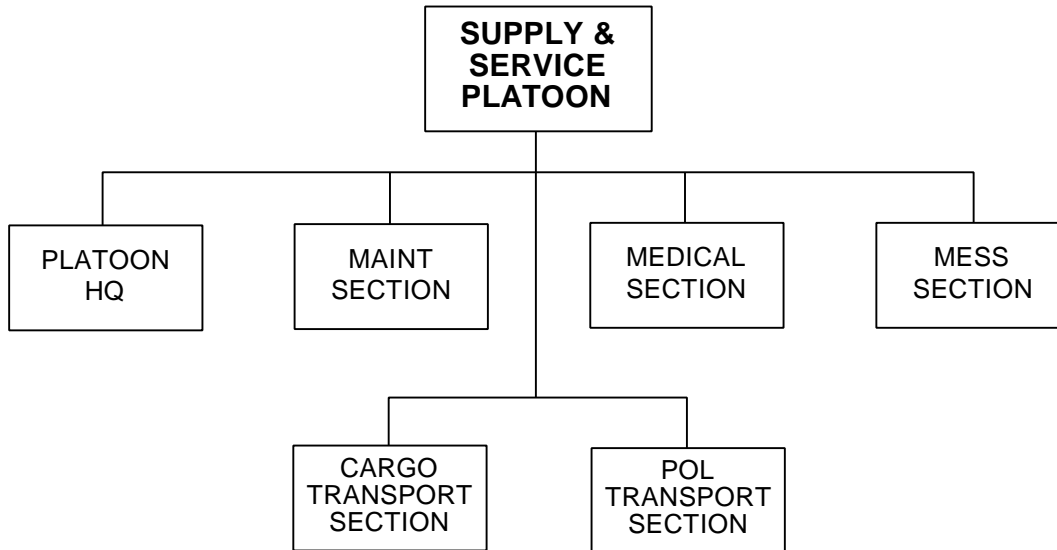 SUPPLY &
SERVICE
PLATOON
PLATOON
HQ
MAINT
SECTION
MEDICAL
SECTION
MESS
SECTION
CARGO
TRANSPORT
SECTION
POL
TRANSPORT
SECTION